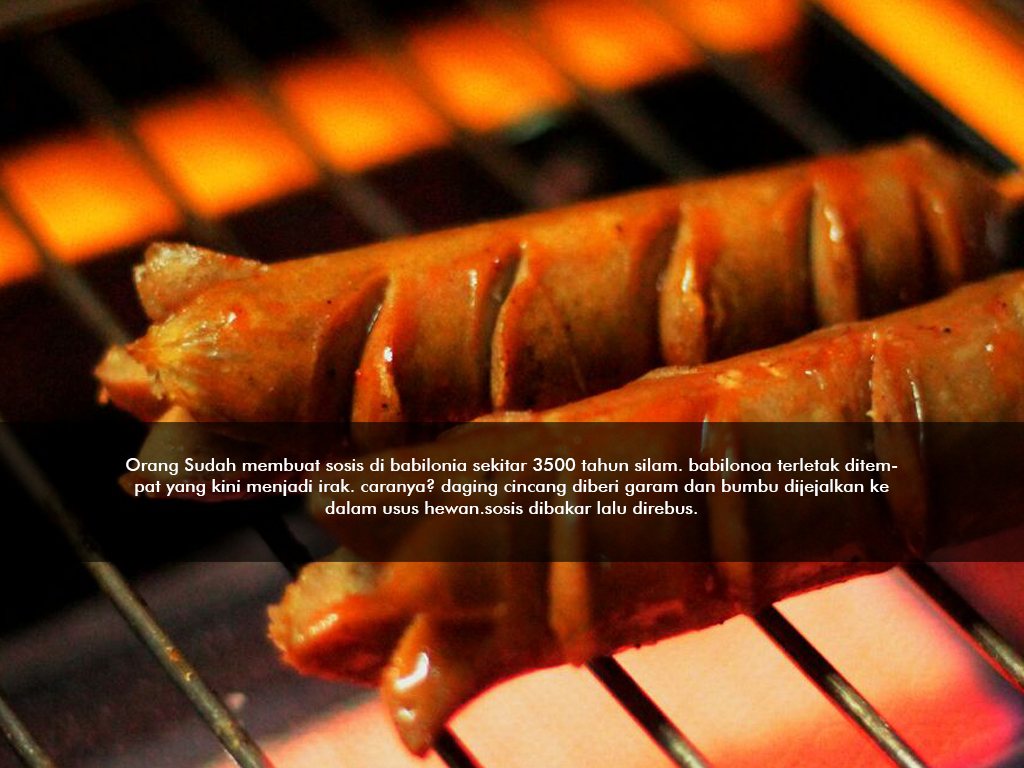 Orang Sudah membuat sosis di babilonia sekitar 3500 tahun silam. babilonoa terletak ditem-
pat yang kini menjadi irak. caranya? daging cincang diberi garam dan bumbu dijejalkan ke
dalam usus hewan.sosis dibakar lalu direbus.